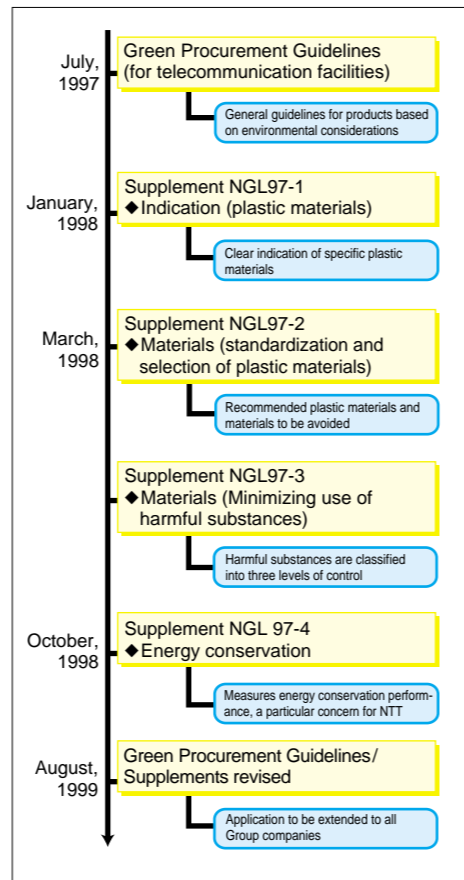 July,
1997
Green Procurement Guidelines
(for telecommunication facilities)
General guidelines for products based
on environmental considerations
January,
1998
Supplement NGL97-1
◆Indication (plastic materials)
Clear indication of specific plastic
materials
March,
1998
Supplement NGL97-2
◆Materials (standardization and
selection of plastic materials)
Recommended plastic materials and
materials to be avoided
Supplement NGL97-3
◆Materials (Minimizing use of
harmful substances)
Harmful substances are classified
into three levels of control
October,
1998
Supplement NGL 97-4
◆Energy conservation
Measures energy conservation perform-
ance, a particular concern for NTT
August,
1999
Green Procurement Guidelines/
Supplements revised
Application to be extended to all
Group companies